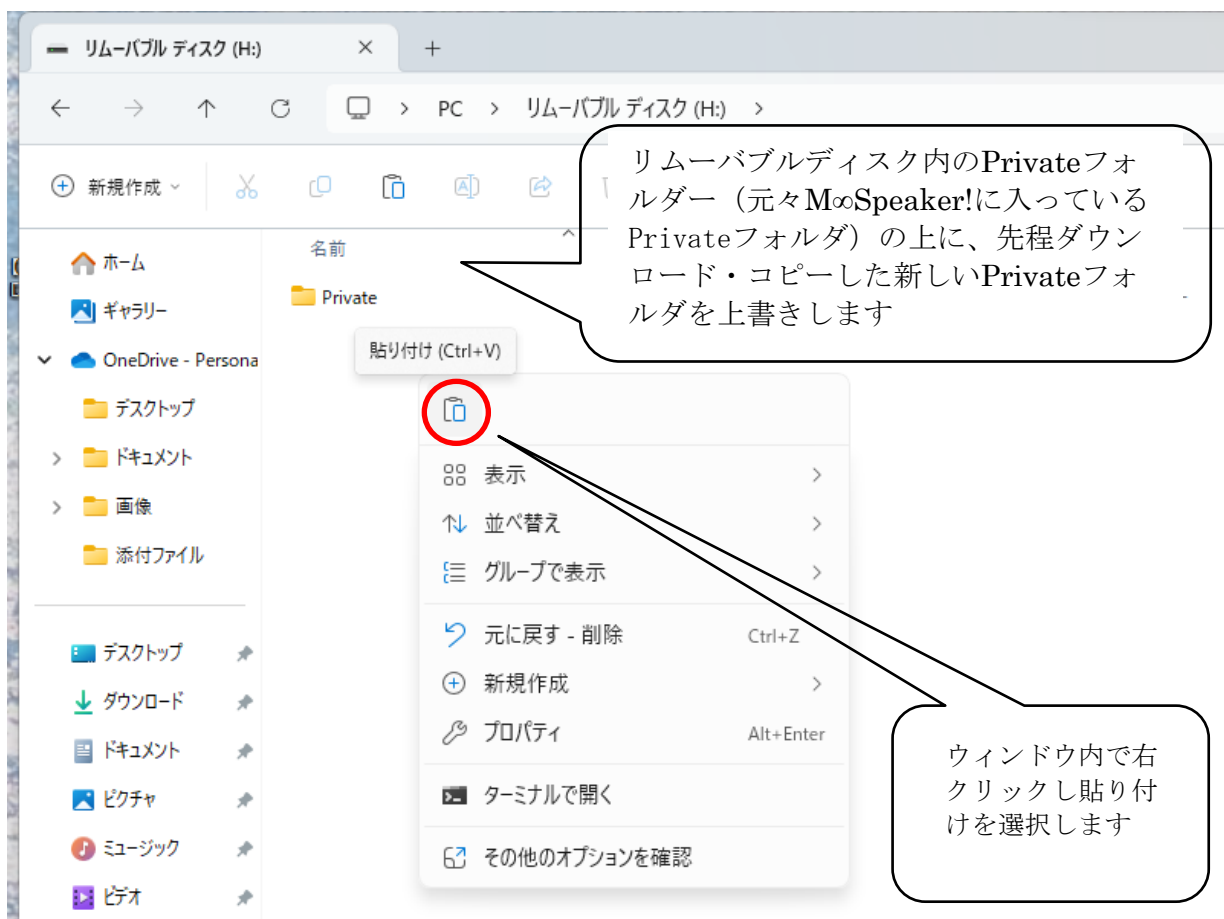 リムーバブル ディスク (H:)
PC > リムーバブル ディスク (H:) >
新規作成
リムーバブルディスク内のPrivateフォ
ルダー（元々M∞Speaker!に入っている
Privateフォルダ）の上に、先程ダウン
ロード・コピーした新しいPrivateフォ
ルダを上書きします
名前
Private
貼り付け (Ctrl+V)
ホーム
ギャラリー
OneDrive - Persona
デスクトップ
ドキュメント
画像
添付ファイル
デスクトップ
ダウンロード
ドキュメント
ピクチャ
ミュージック
ビデオ
表示
並べ替え
グループで表示
元に戻す - 削除 Ctrl+Z
新規作成
プロパティ Alt+Enter
ターミナルで開く
その他のオプションを確認
ウィンドウ内で右
クリックし貼り付
けを選択します